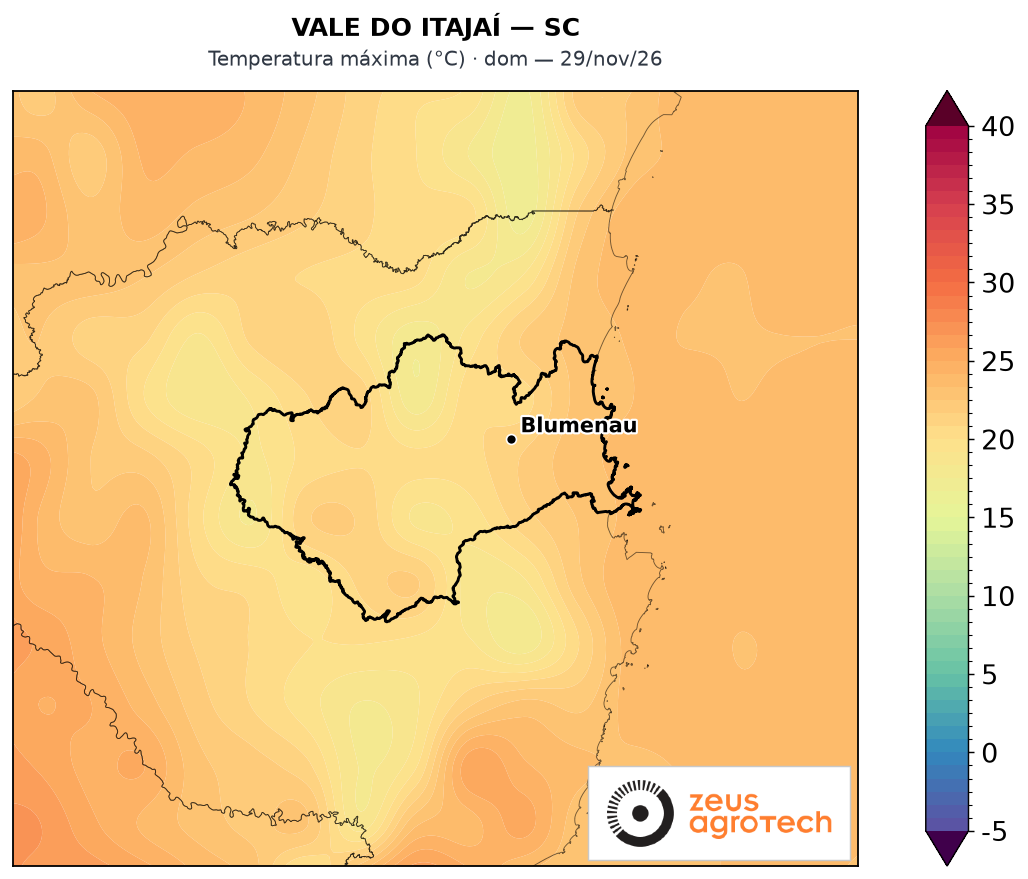 VALE DO ITAJAÍ — SC
Temperatura máxima (°C) · dom — 29/nov/26
40
35
30
25
20
15
10
5
0
-5
Blumenau
zeus
agrotech